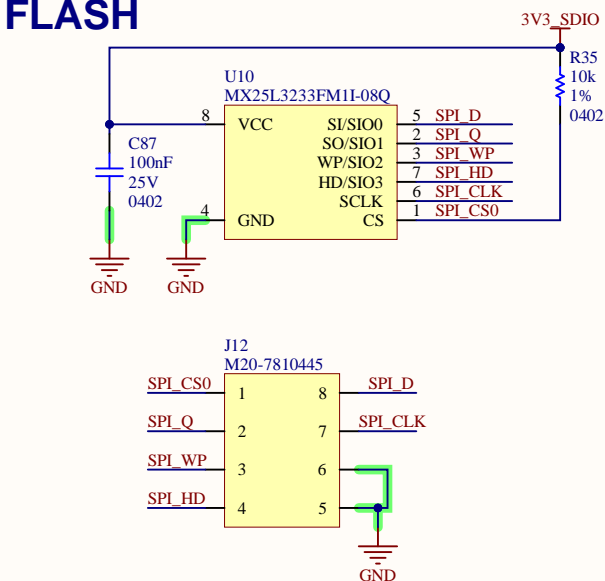 FLASH
3V3_SDIO
R35
10k
1%
0402
U10
MX25L3233FM1I-08Q
C87
100nF
25V
0402
8 VCC SI/SIO0 5 SPI_D
SO/SIO1 2 SPI_Q
WP/SIO2 3 SPI_WP
HD/SIO3 7 SPI_HD
SCLK 6 SPI_CLK
4 GND CS 1 SPI_CS0
GND GND
J12
M20-7810445
SPI_CS0 1 8 SPI_D
SPI_Q 2 7 SPI_CLK
SPI_WP 3 6
SPI_HD 4 5
GND